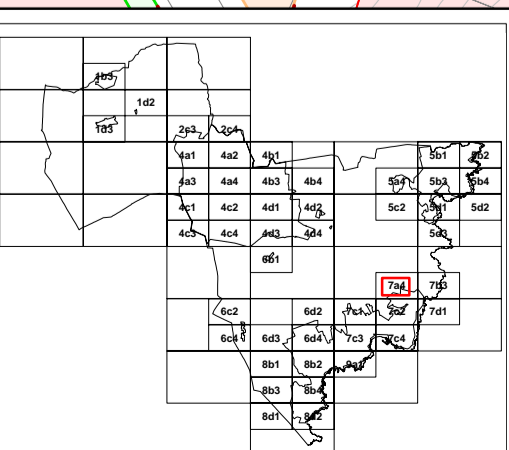 1b3
1d2
1d3 2c3 2c4
4a1 4a2 4b1 5b1 5b2
4a3 4a4 4b3 4b4 5a4 5b3 5b4
4c1 4c2 4d1 4d2 5c2 5d1 5d2
4c3 4c4 4d3 4d4 5d3
6b1
7a4 7b3
6c2 6d2 7c1 7c2 7d1
6c4 6d3 6d4 7c3 7c4
8b1 8b2 9a1
8b3 8b4
8d1 8d2